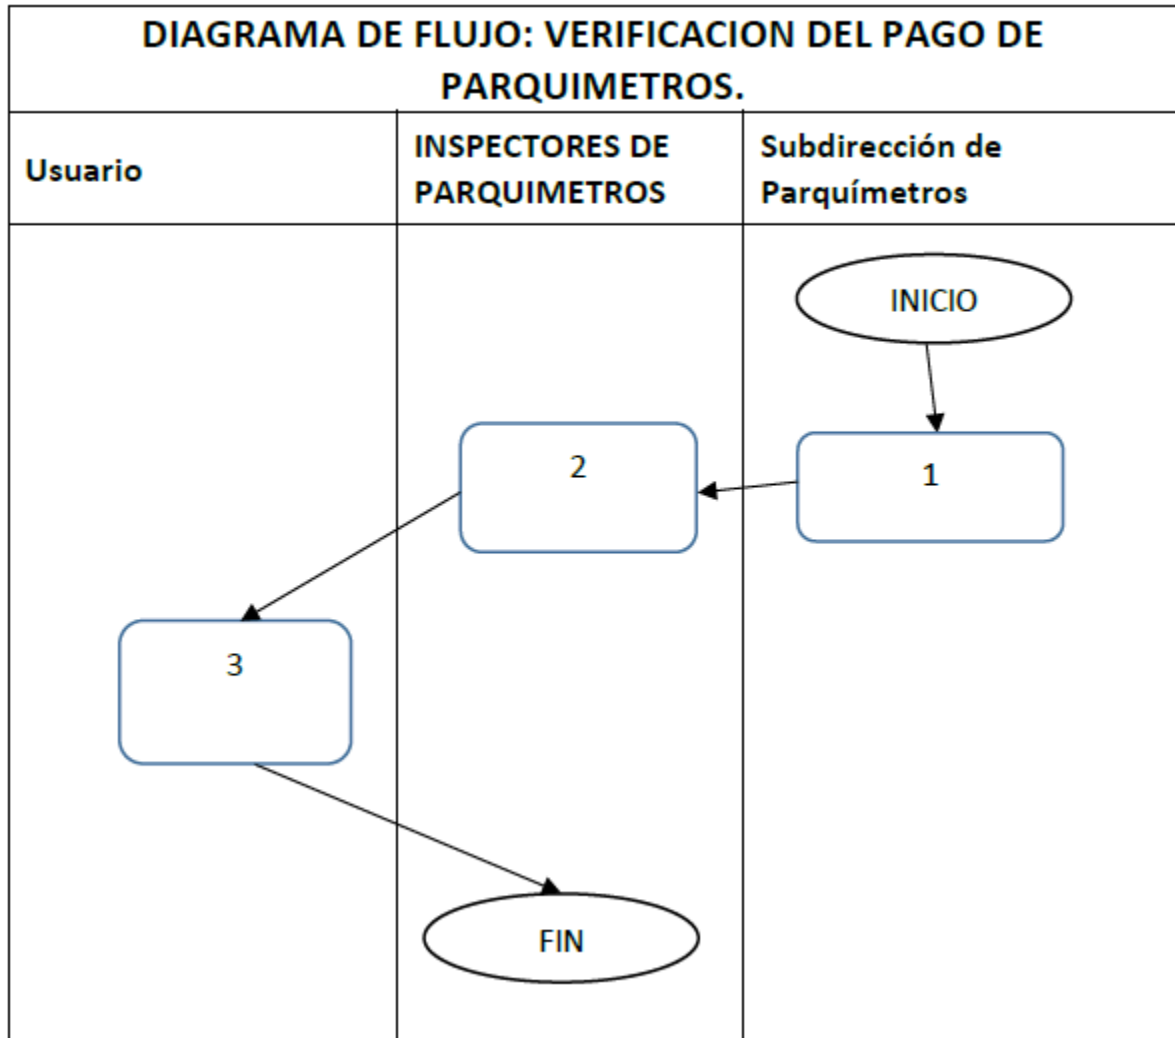 DIAGRAMA DE FLUJO: VERIFICACION DEL PAGO DE
PARQUIMETROS.
Usuario
INSPECTORES DE
PARQUIMETROS
Subdirección de
Parquímetros
INICIO
2
1
3
FIN